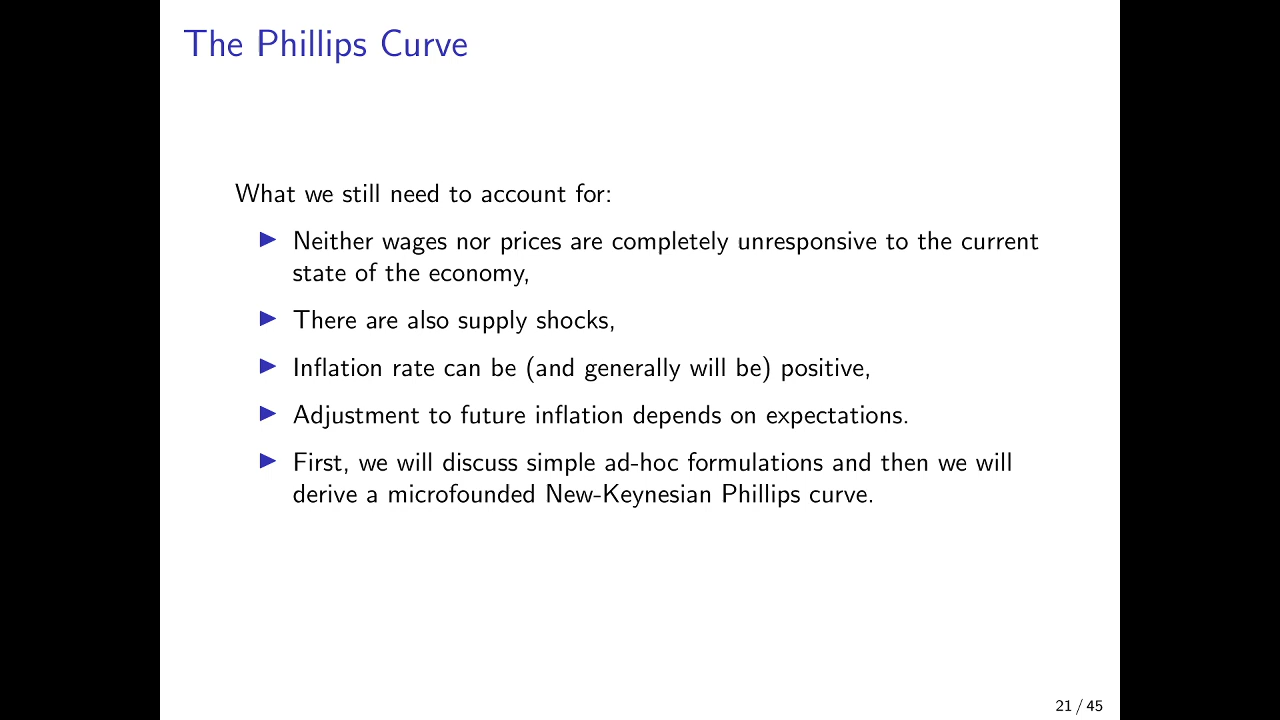 The Phillips Curve
What we still need to account for:
▶ Neither wages nor prices are completely unresponsive to the current
state of the economy,
▶ There are also supply shocks,
▶ Inflation rate can be (and generally will be) positive,
▶ Adjustment to future inflation depends on expectations.
▶ First, we will discuss simple ad-hoc formulations and then we will
derive a microfounded New-Keynesian Phillips curve.
21 / 45